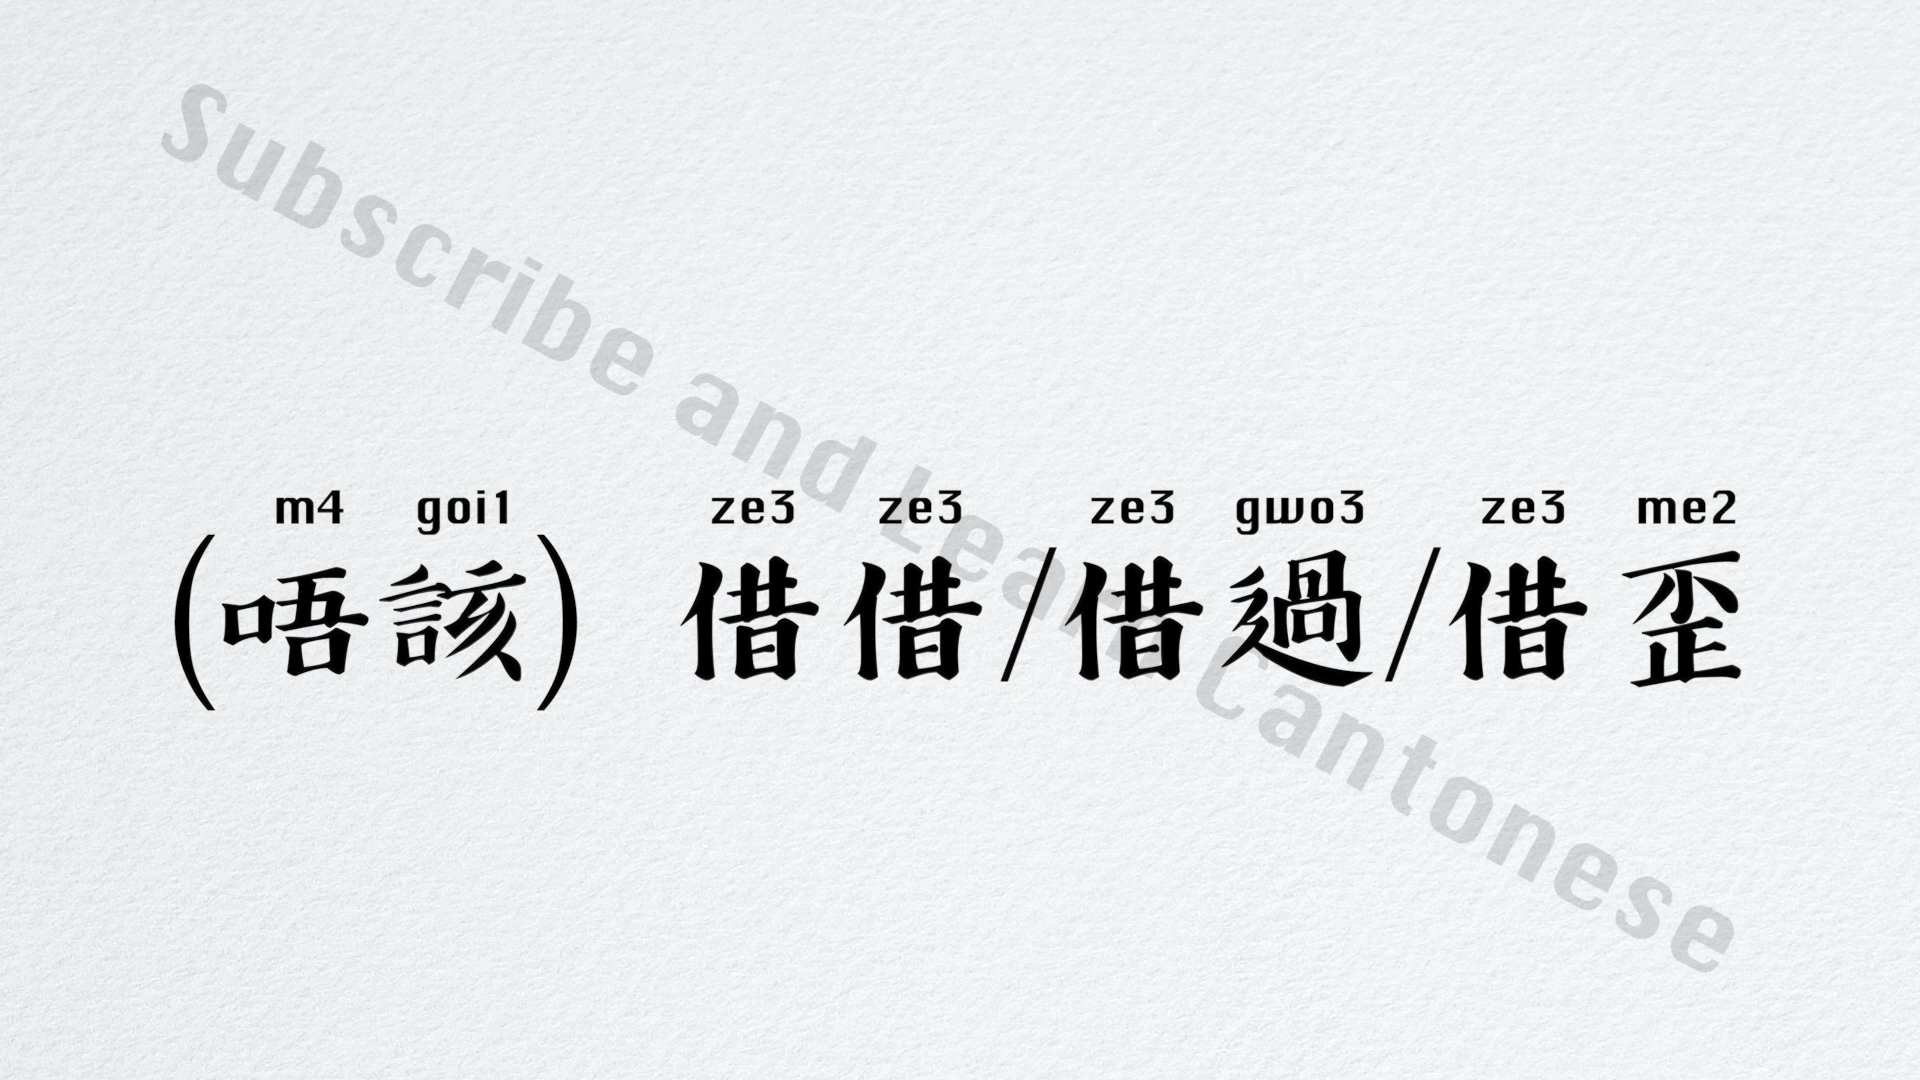 Subscribe and Learn Cantonese
m4 goi1 ze3 ze3 ze3 gwo3 ze3 me2
(唔該) 借借/借過/借歪